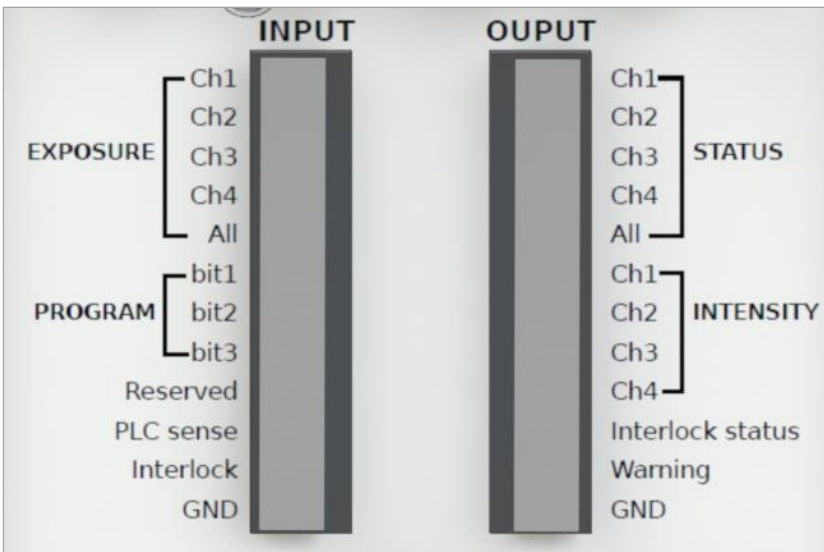 INPUT
EXPOSURE
Ch1
Ch2
Ch3
Ch4
All
PROGRAM
bit1
bit2
bit3
Reserved
PLC sense
Interlock
GND
OUPUT
Ch1
Ch2
Ch3
Ch4
All
STATUS
Ch1
Ch2
Ch3
Ch4
INTENSITY
Interlock status
Warning
GND